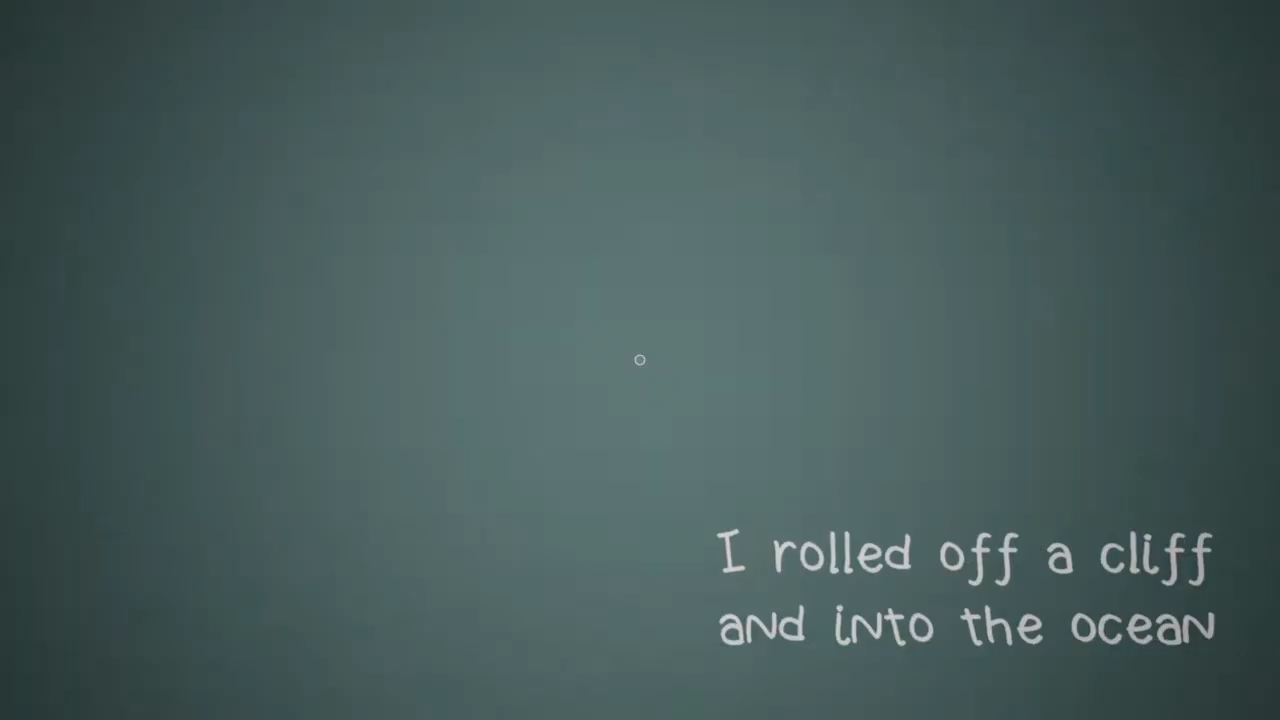 I rolled off a cliff
and into the ocean